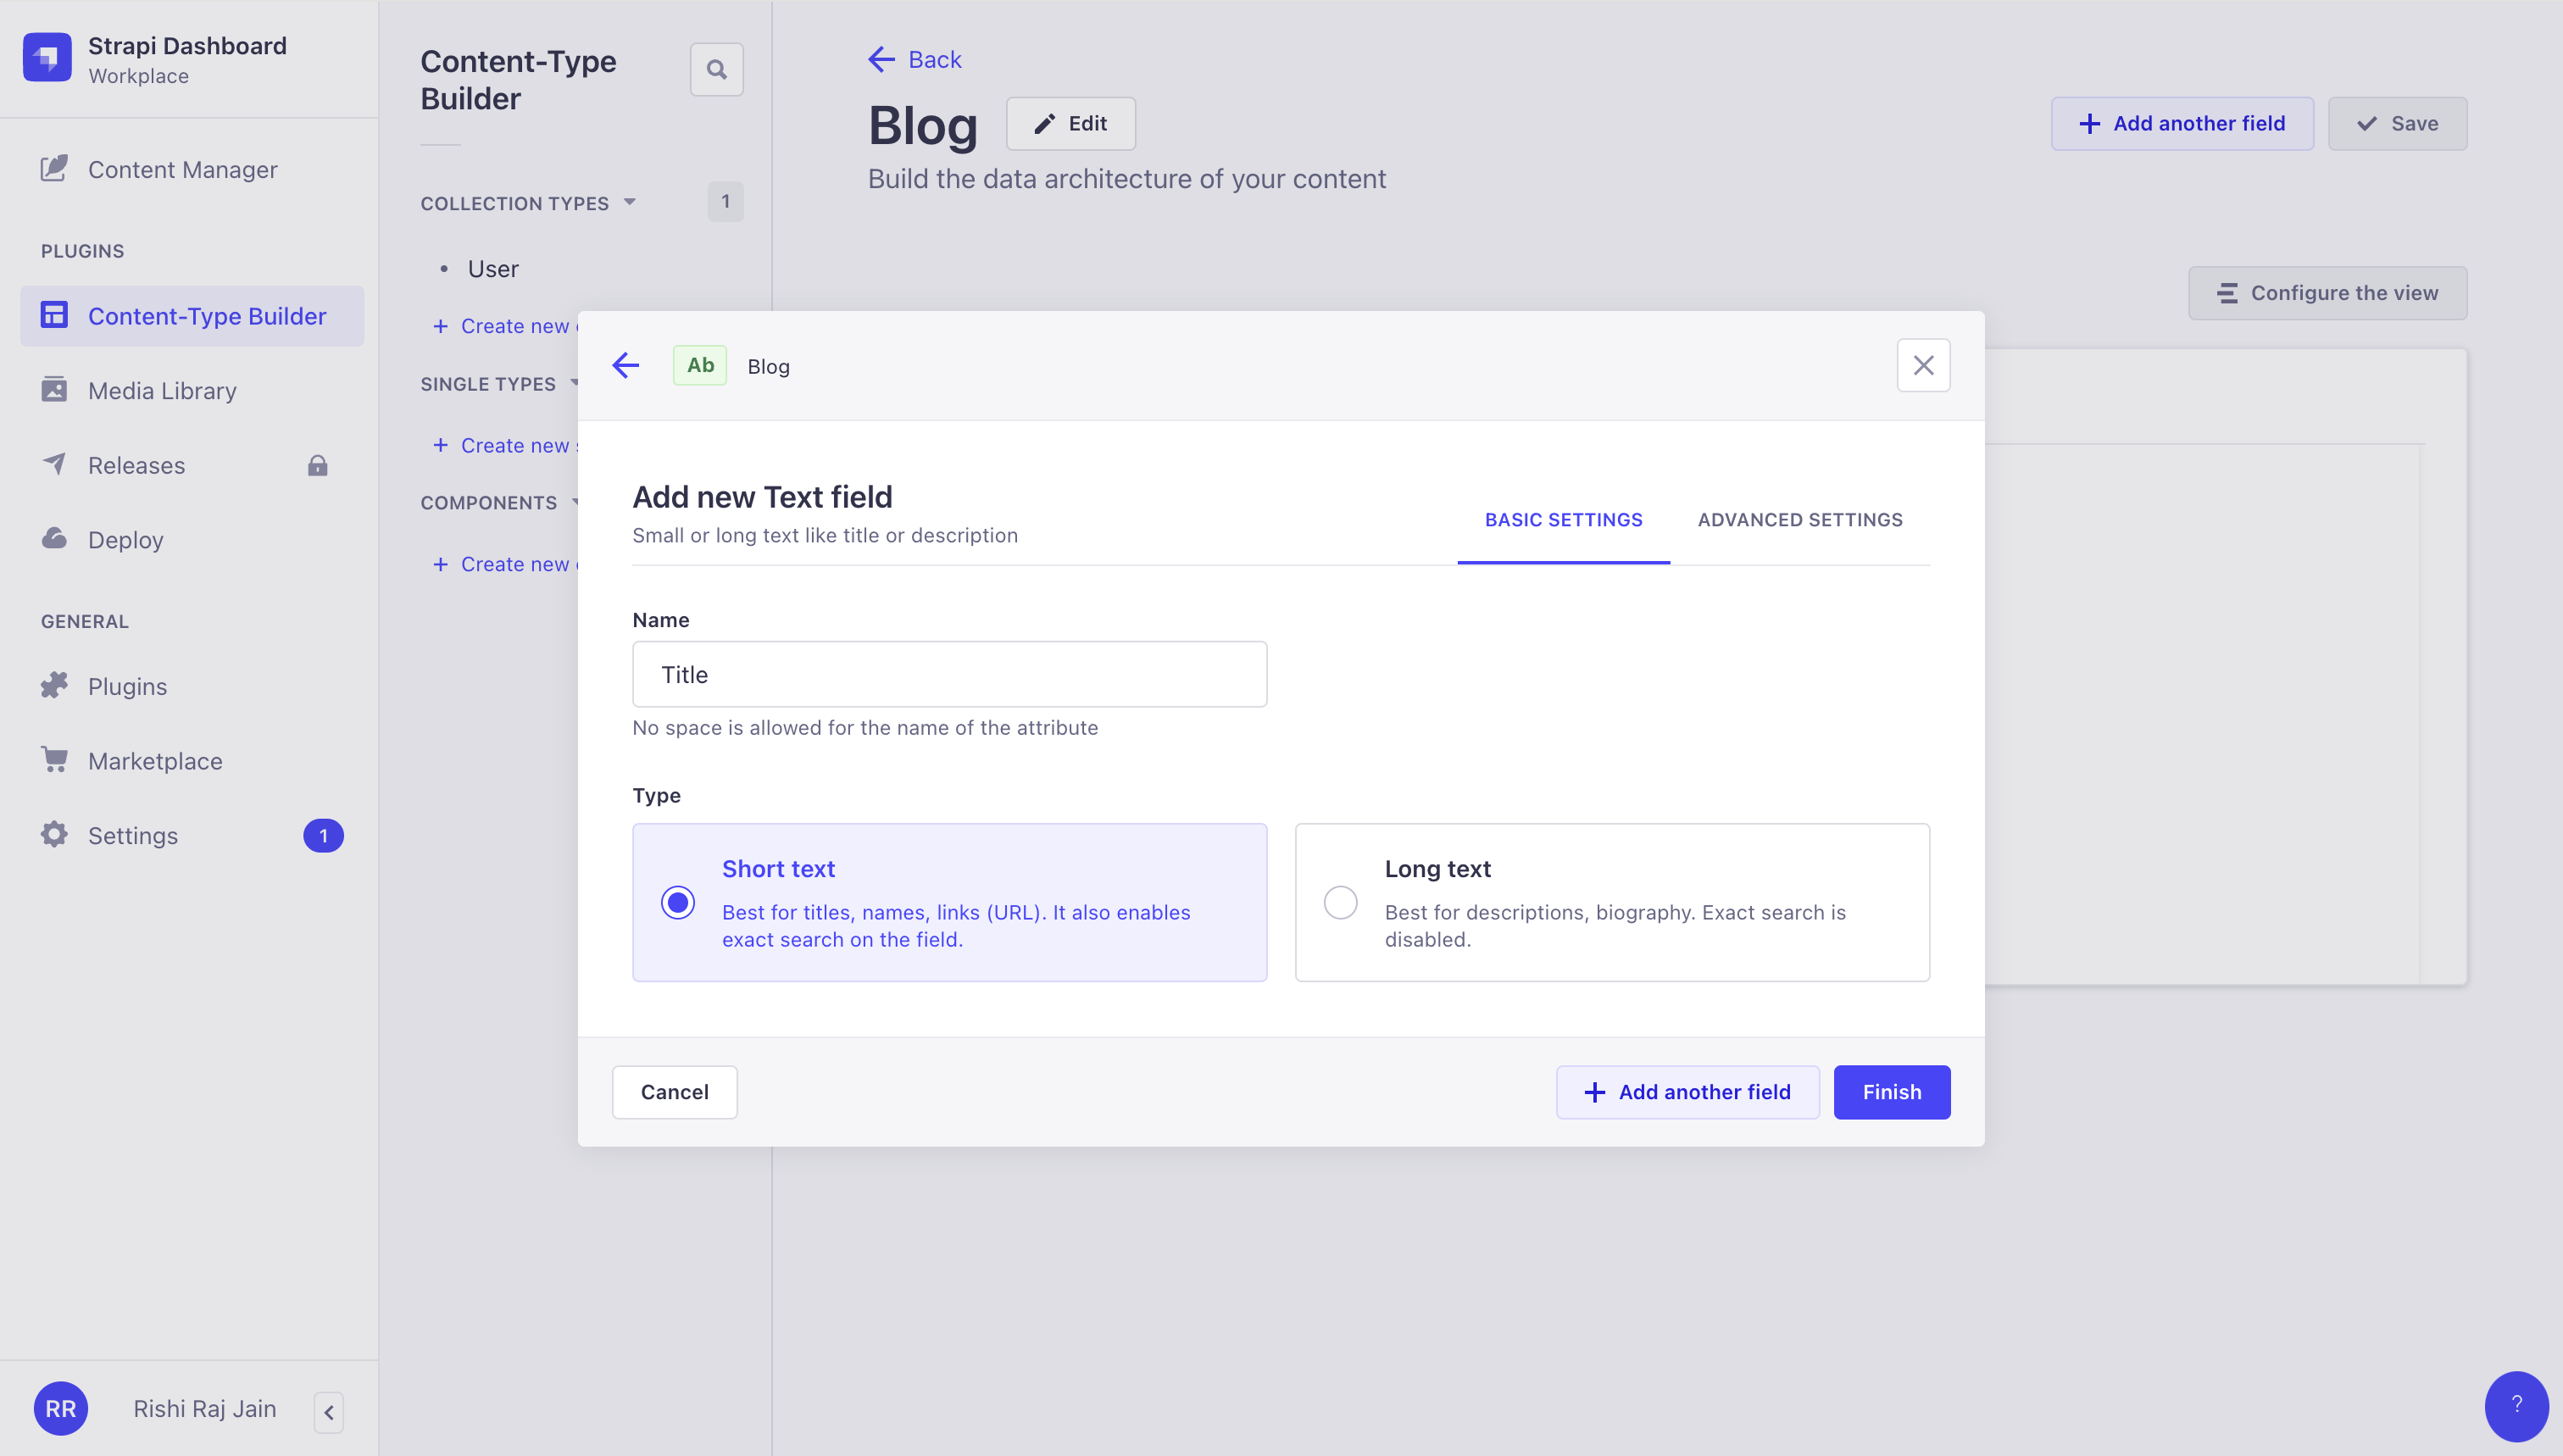 Strapi Dashboard
Workplace
Content Manager
PLUGINS
Content-Type Builder
Media Library
Releases
Deploy
GENERAL
Plugins
Marketplace
Settings
1
RR
Rishi Raj Jain
Content-Type
Builder
COLLECTION TYPES
1
User
Create new
SINGLE TYPES
Create new
COMPONENTS
Create new
Back
Blog
Edit
Build the data architecture of your content
Add another field
Save
Configure the view
Ab
Blog
Add new Text field
Small or long text like title or description
BASIC SETTINGS
ADVANCED SETTINGS
Name
Title
No space is allowed for the name of the attribute
Type
Short text
Best for titles, names, links (URL). It also enables
exact search on the field.
Long text
Best for descriptions, biography. Exact search is
disabled.
Cancel
Add another field
Finish
?